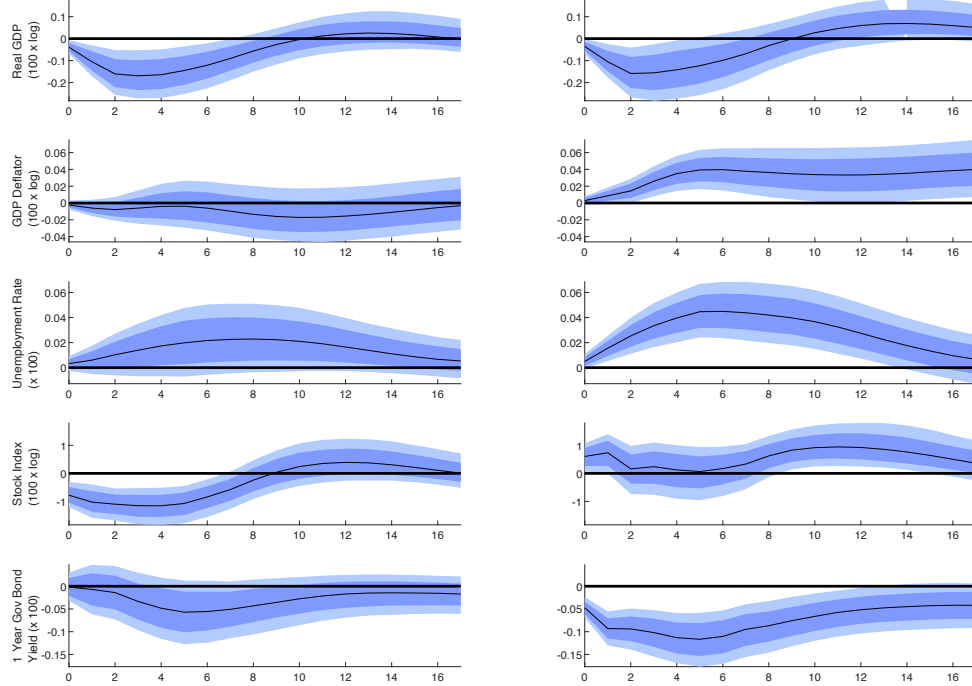 Real GDP
(100 x log)
0.1
0
-0.1
-0.2
0 2 4 6 8 10 12 14 16
0.1
0
-0.1
-0.2
0 2 4 6 8 10 12 14 16
GDP Deflator
(100 x log)
0.06
0.04
0.02
0
-0.02
-0.04
0 2 4 6 8 10 12 14 16
0.06
0.04
0.02
0
-0.02
-0.04
0 2 4 6 8 10 12 14 16
Unemployment Rate
(x 100)
0.06
0.04
0.02
0
0 2 4 6 8 10 12 14 16
0.06
0.04
0.02
0
0 2 4 6 8 10 12 14 16
Stock Index
(100 x log)
1
0
-1
0 2 4 6 8 10 12 14 16
1
0
-1
0 2 4 6 8 10 12 14 16
1 Year Gov Bond
Yield (x 100)
0
-0.05
-0.1
-0.15
0 2 4 6 8 10 12 14 16
0
-0.05
-0.1
-0.15
0 2 4 6 8 10 12 14 16